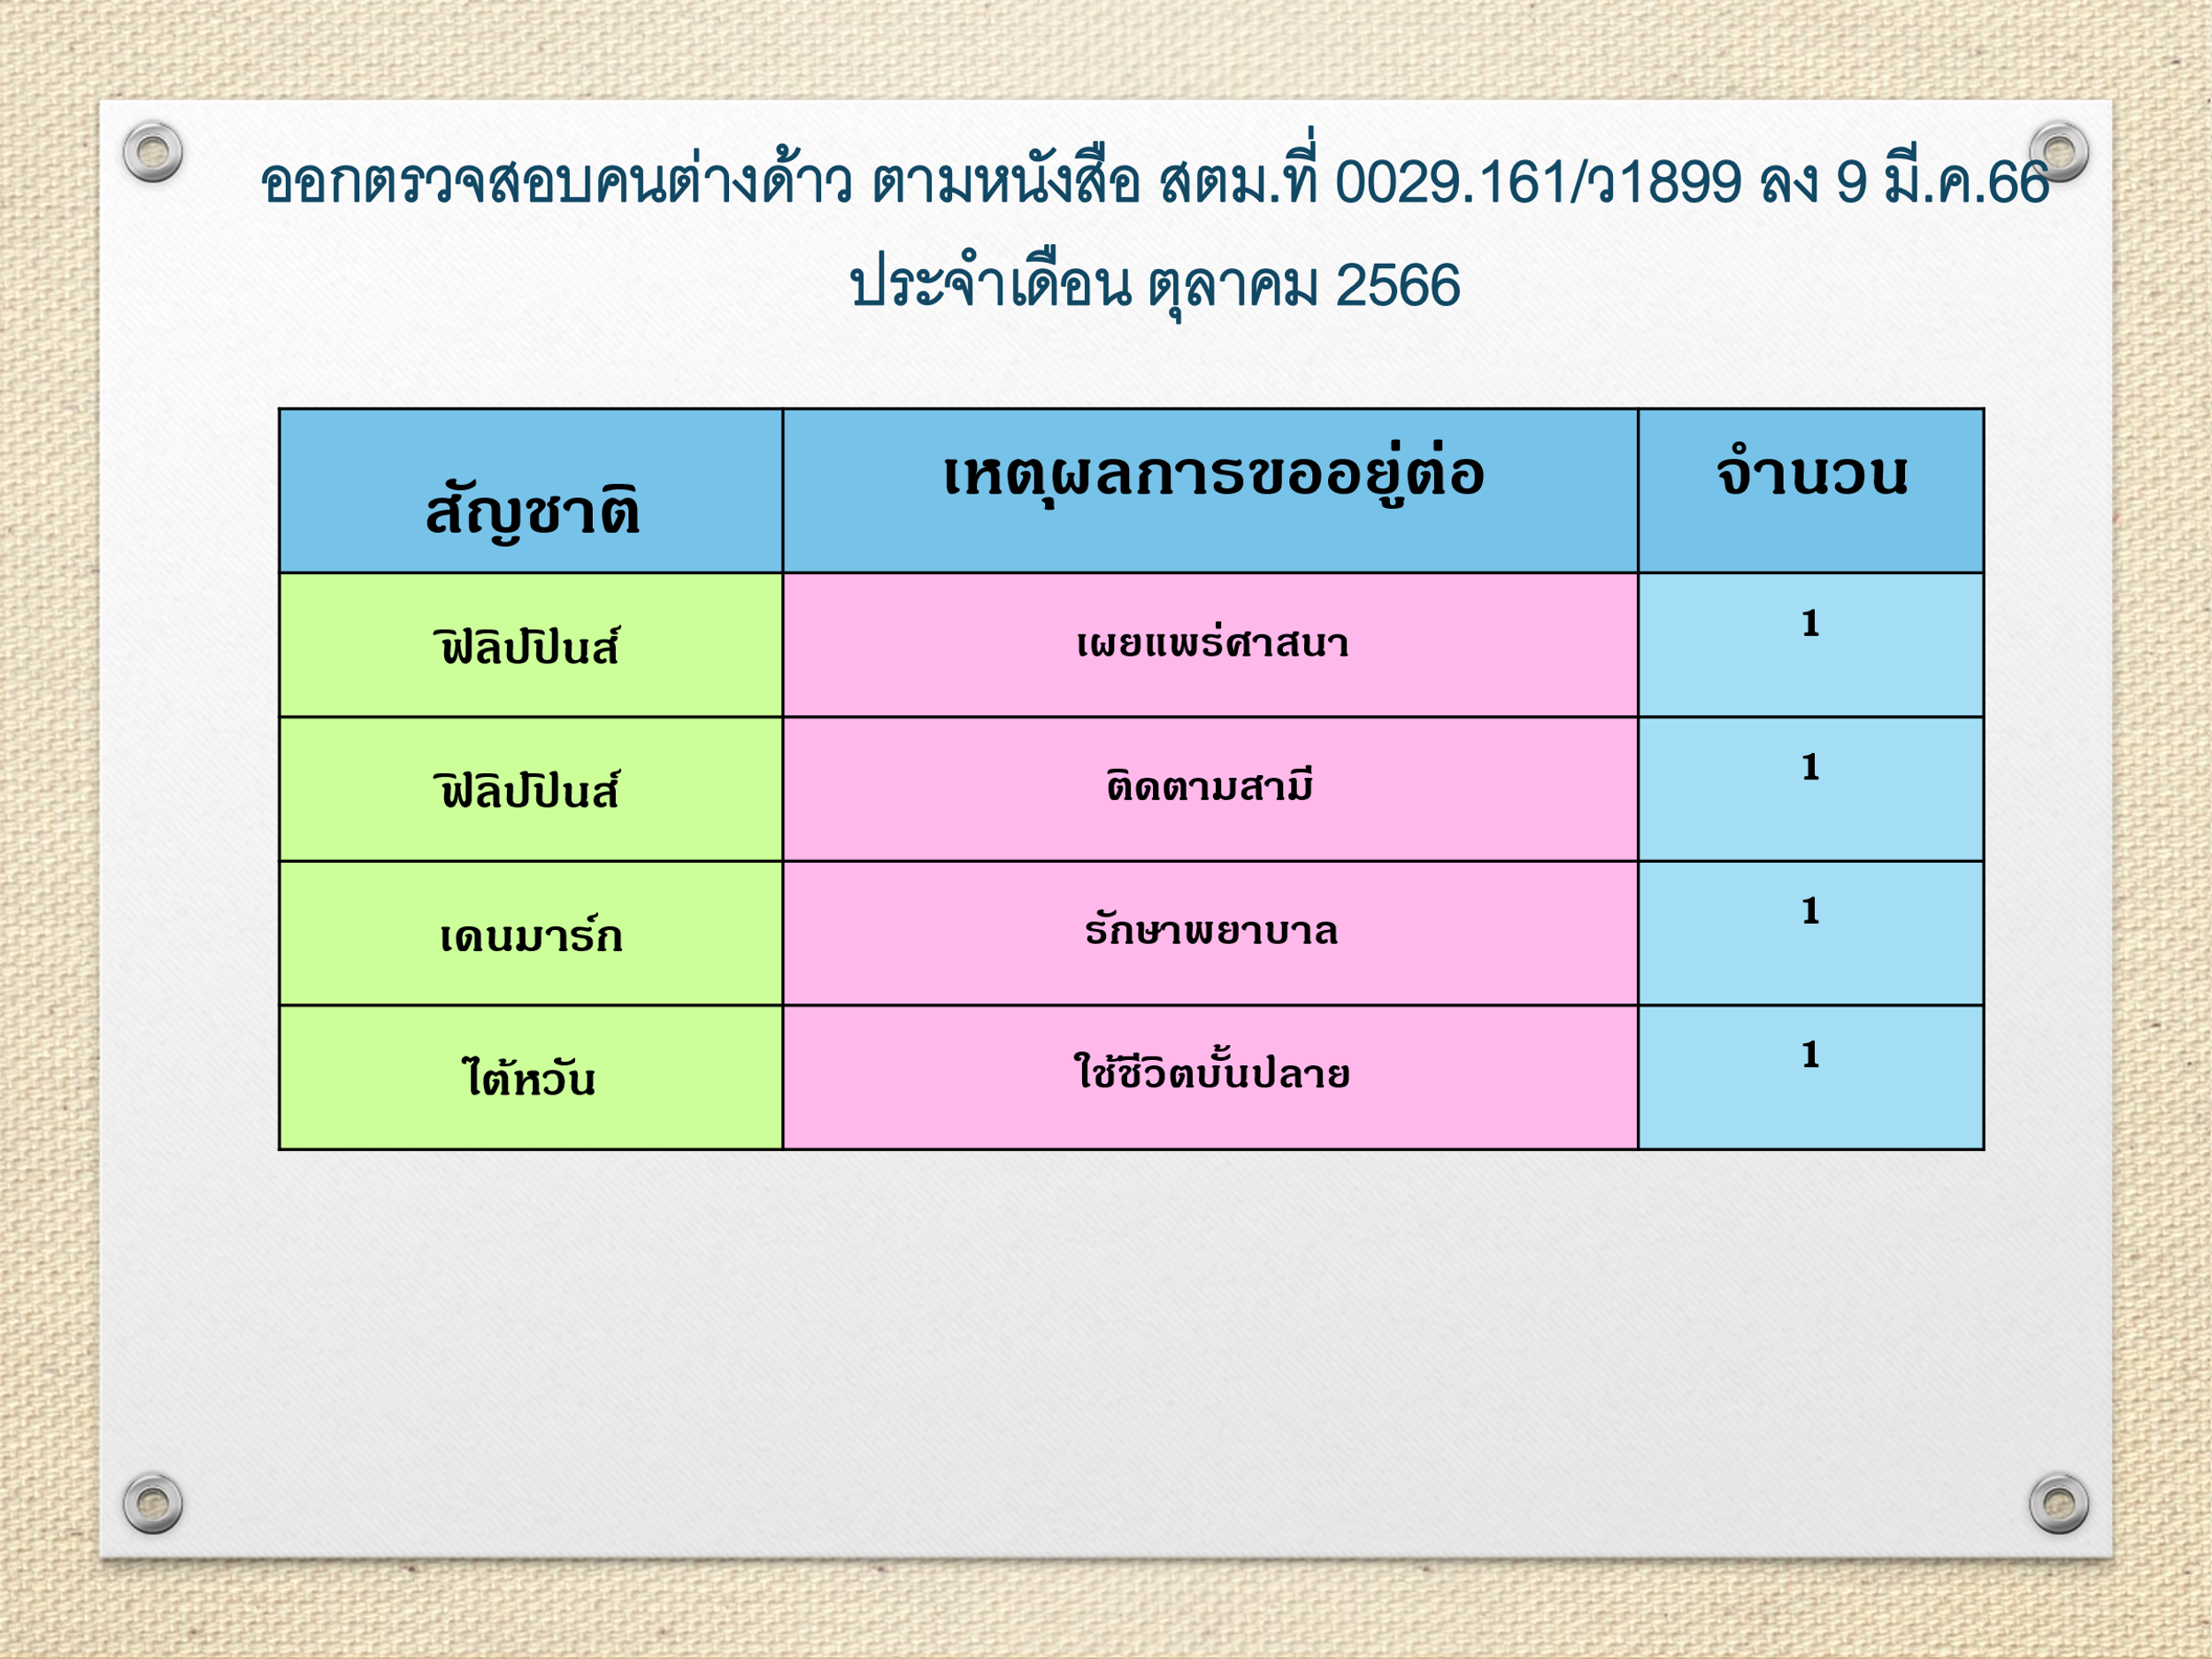 ออกตรวจสอบคนต่างด้าว ตามหนังสือ สตม.ที่ 0029.161/ว1899 ลง 9 มี.ค.66
ประจำเดือน ตุลาคม 2566
สัญชาติ เหตุผลการขออยู่ต่อ จำนวน
ฟิลิปปินส์ เผยแพร่ศาสนา 1
ฟิลิปปินส์ ติดตามสามี 1
เดนมาร์ก รักษาพยาบาล 1
ไต้หวัน ใช้ชีวิตบั้นปลาย 1